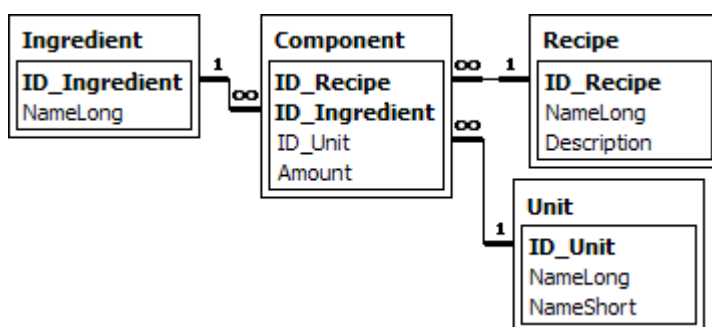 Ingredient
ID_Ingredient
NameLong
1
∞
Component
ID_Recipe
ID_Ingredient
ID_Unit
Amount
∞
1
∞
1
Recipe
ID_Recipe
NameLong
Description
Unit
ID_Unit
NameLong
NameShort